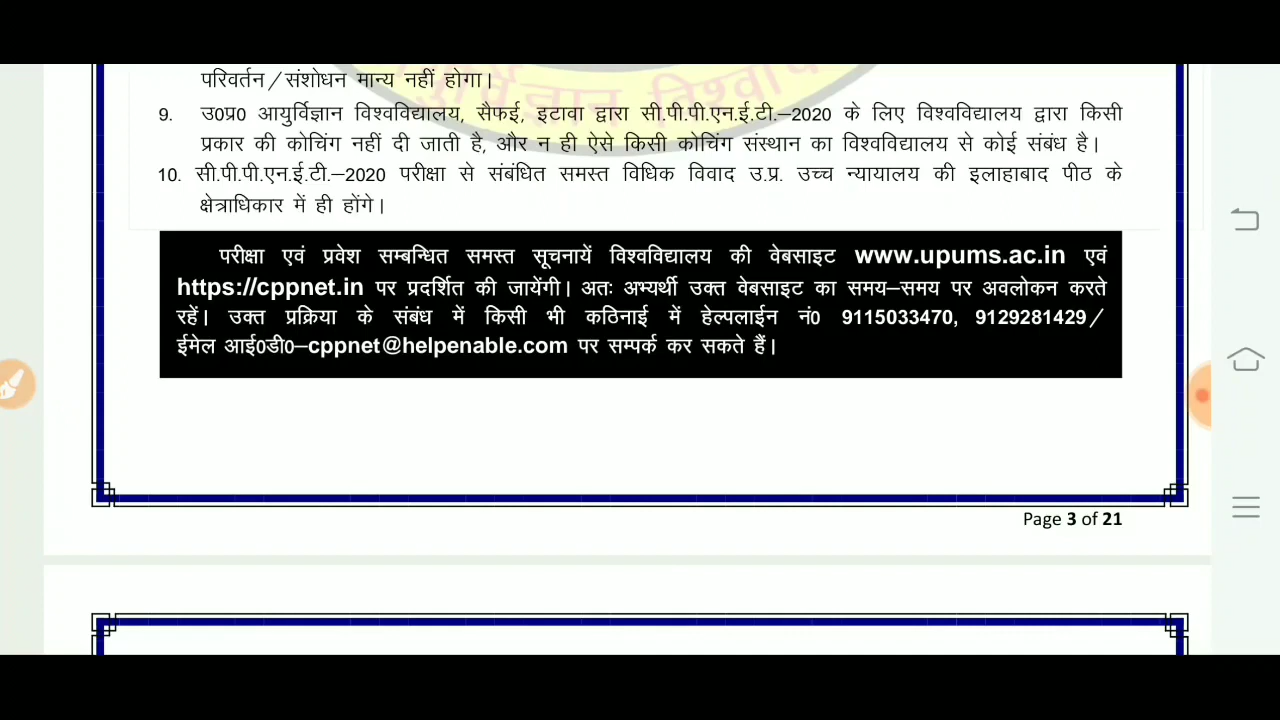 परिवर्तन/संशोधन मान्य नहीं होगा।
9. उ0प्र0 आयुर्विज्ञान विश्वविद्यालय, सैफई, इटावा द्वारा सी.पी.पी.एन.ई.टी.–2020 के लिए विश्वविद्यालय द्वारा किसी
प्रकार की कोचिंग नहीं दी जाती है, और न ही ऐसे किसी कोचिंग संस्थान का विश्वविद्यालय से कोई संबंध है।
10. सी.पी.पी.एन.ई.टी.–2020 परीक्षा से संबंधित समस्त विधिक विवाद उ.प्र. उच्च न्यायालय की इलाहाबाद पीठ के
क्षेत्राधिकार में ही होंगे।
परीक्षा एवं प्रवेश सम्बन्धित समस्त सूचनायें विश्वविद्यालय की वेबसाइट www.upums.ac.in एवं
https://cppnet.in पर प्रदर्शित की जायेंगी। अतः अभ्यर्थी उक्त वेबसाइट का समय–समय पर अवलोकन करते
रहें। उक्त प्रक्रिया के संबंध में किसी भी कठिनाई में हेल्पलाईन नं0 9115033470, 9129281429/
ईमेल आई0डी0–cppnet@helpenable.com पर सम्पर्क कर सकते हैं।
Page 3 of 21